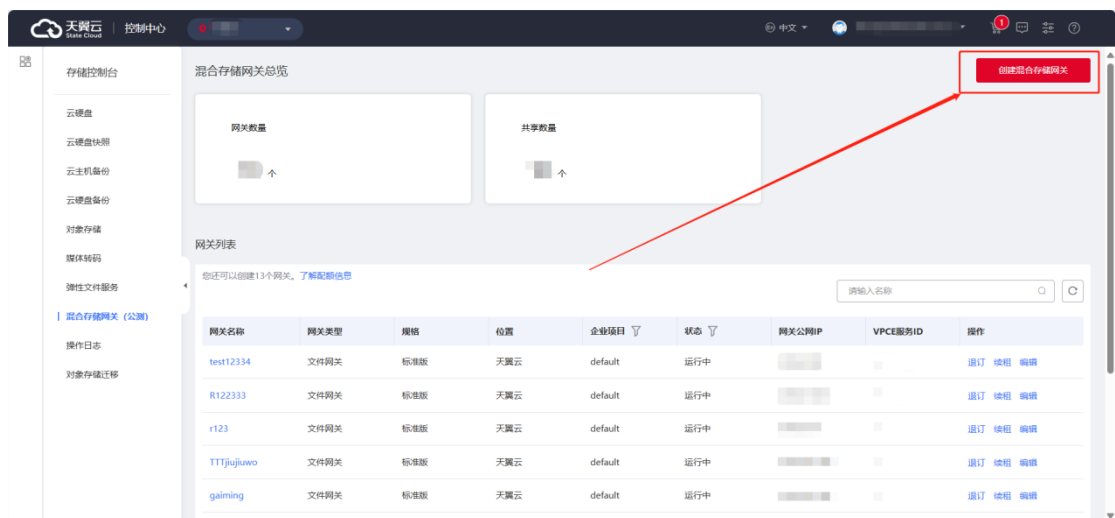 天翼云 State Cloud | 控制中心 中文 1
存储控制台
云硬盘
云硬盘快照
云主机备份
云硬盘备份
对象存储
媒体转码
弹性文件服务
混合存储网关（公测）
操作日志
对象存储迁移
混合存储网关总览 创建混合存储网关
网关数量 共享数量
个 个
网关列表
您还可以创建13个网关。了解配额信息
请输入名称
网关名称 网关类型 规格 位置 企业项目 状态 网关公网IP VPCE服务ID 操作
test12334 文件网关 标准版 天翼云 default 运行中 退订 续租 编辑
R122333 文件网关 标准版 天翼云 default 运行中 退订 续租 编辑
r123 文件网关 标准版 天翼云 default 运行中 退订 续租 编辑
TTTjiujiuwo 文件网关 标准版 天翼云 default 运行中 退订 续租 编辑
gaiming 文件网关 标准版 天翼云 default 运行中 退订 续租 编辑